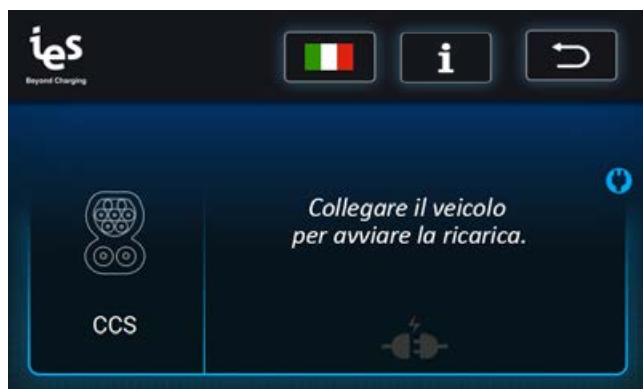 ies
Beyond Charging
i
Collegare il veicolo
per avviare la ricarica.
CCS